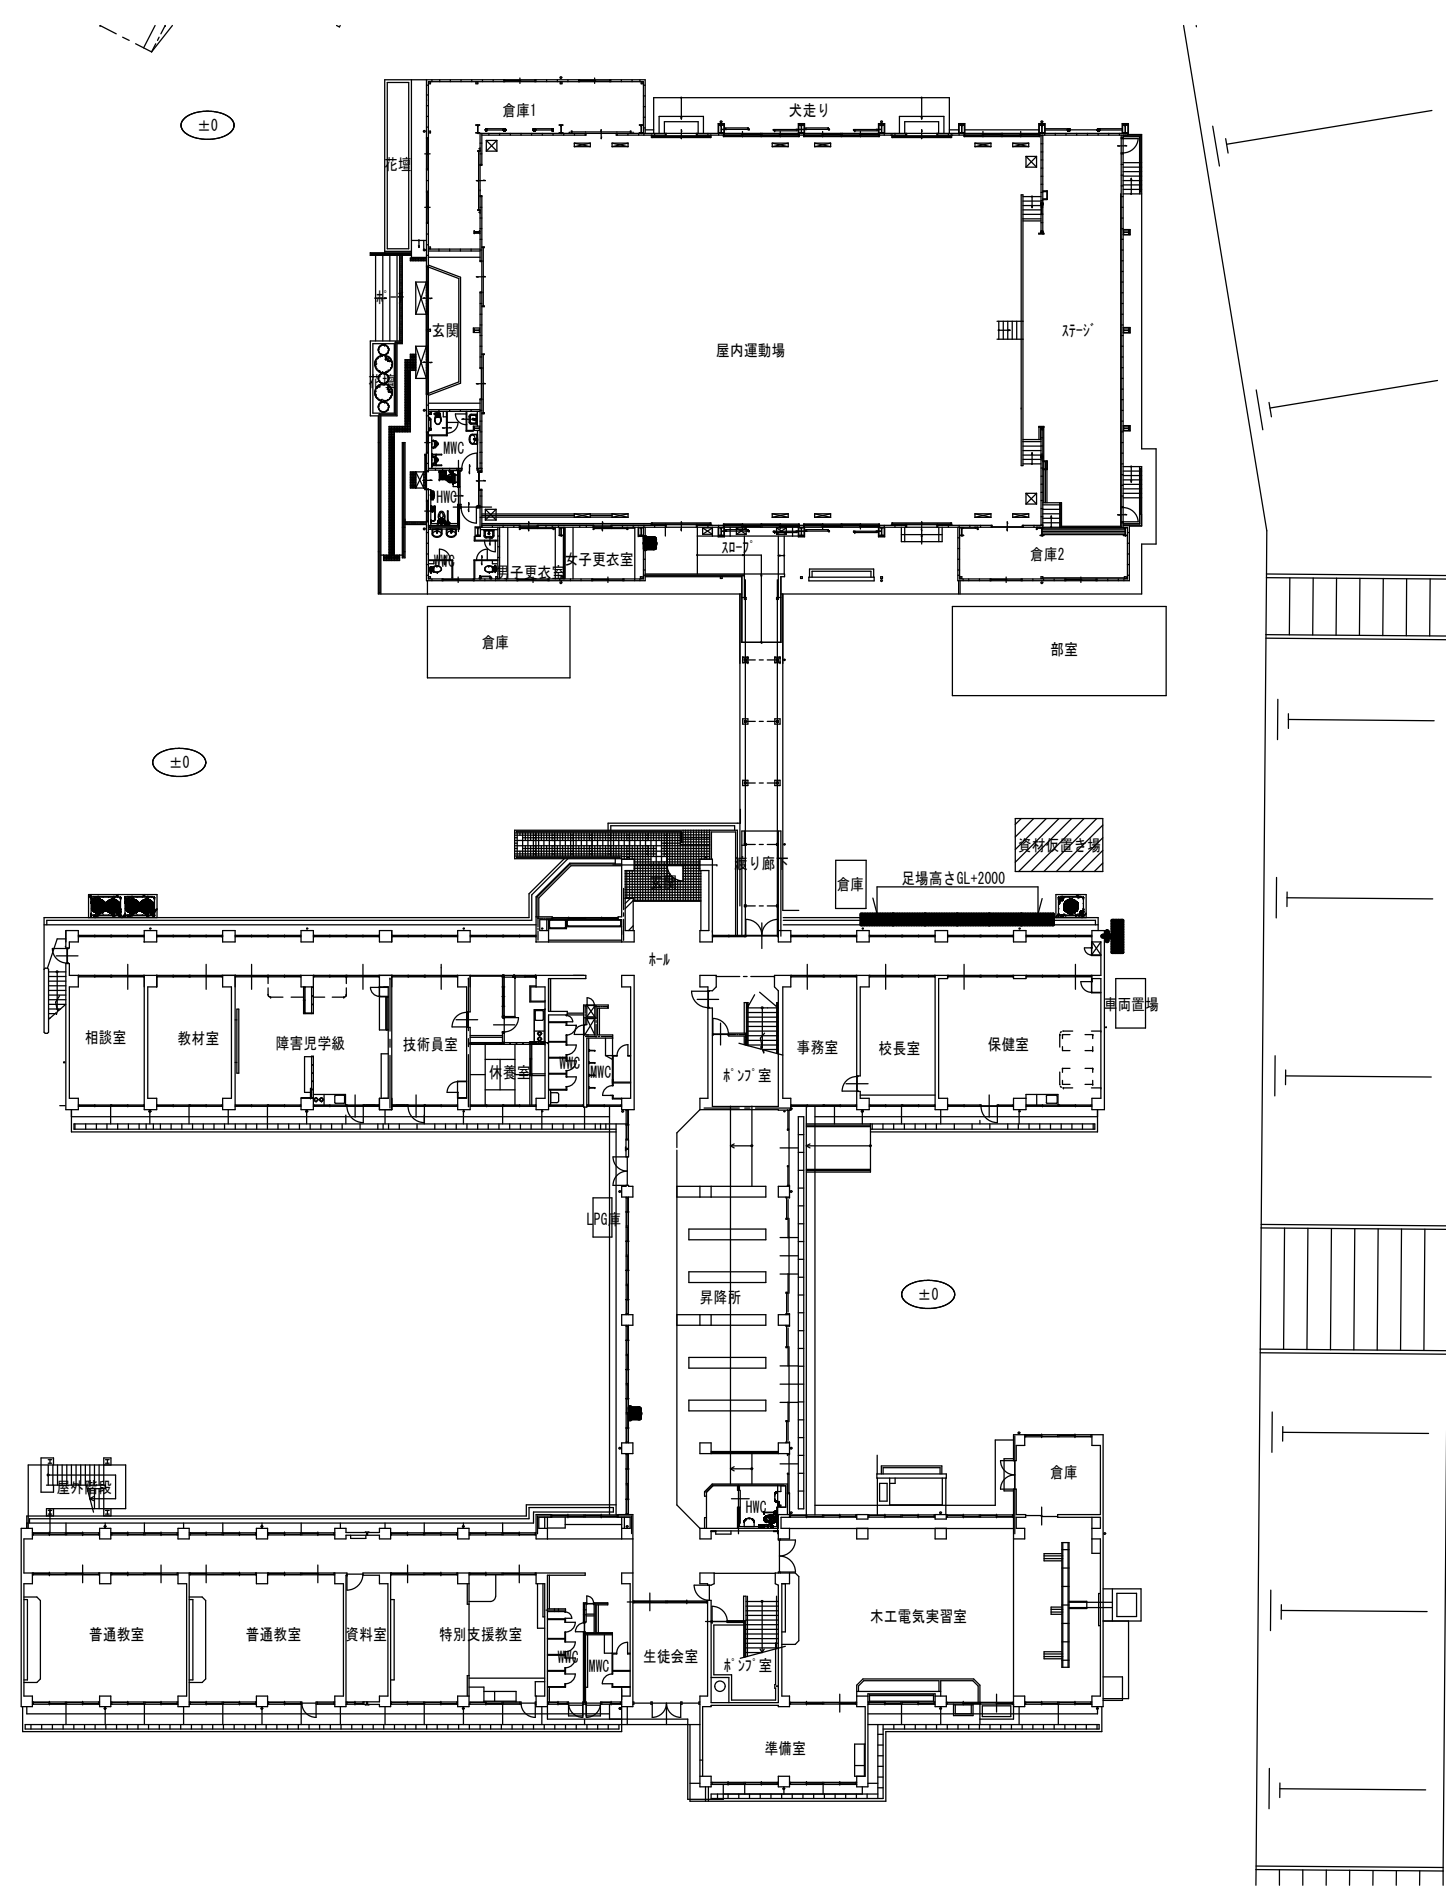 倉庫1
犬走り
±0
花壇
玄関
ｽﾃｰｼﾞ
屋内運動場
MWC
HWC
WWC
男子更衣室
女子更衣室
ｽﾛｰﾌﾟ
倉庫2
倉庫
部室
±0
資材仮置き場
渡り廊下
倉庫
足場高さGL+2000
玄関
ﾎｰﾙ
車両置場
相談室
教材室
障害児学級
技術員室
休養室
WWC
MWC
ﾎﾟﾝﾌﾟ室
事務室
校長室
保健室
LPG庫
昇降所
±0
屋外階段
倉庫
HWC
普通教室
普通教室
資料室
特別支援教室
WWC
MWC
生徒会室
ﾎﾟﾝﾌﾟ室
木工電気実習室
準備室